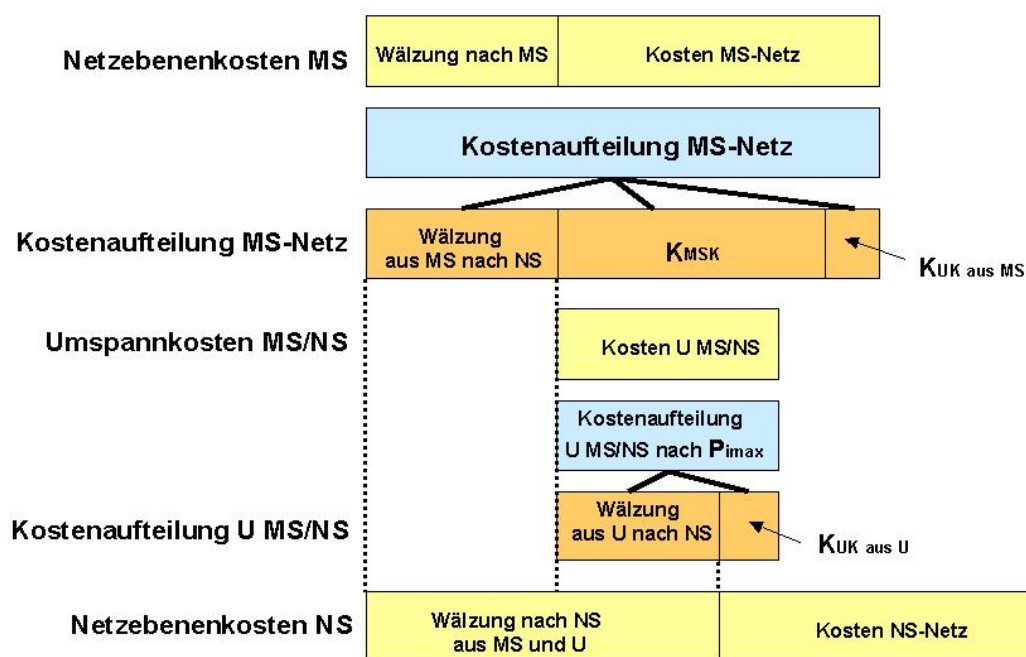 Netzebenenkosten MS
Wälzung nach MS
Kosten MS-Netz
Kostenaufteilung MS-Netz
Kostenaufteilung MS-Netz
Wälzung
aus MS nach NS
KMSK
KUK aus MS
Umspannkosten MS/NS
Kosten U MS/NS
Kostenaufteilung
U MS/NS nach Pimax
Kostenaufteilung U MS/NS
Wälzung
aus U nach NS
KUK aus U
Netzebenenkosten NS
Wälzung nach NS
aus MS und U
Kosten NS-Netz